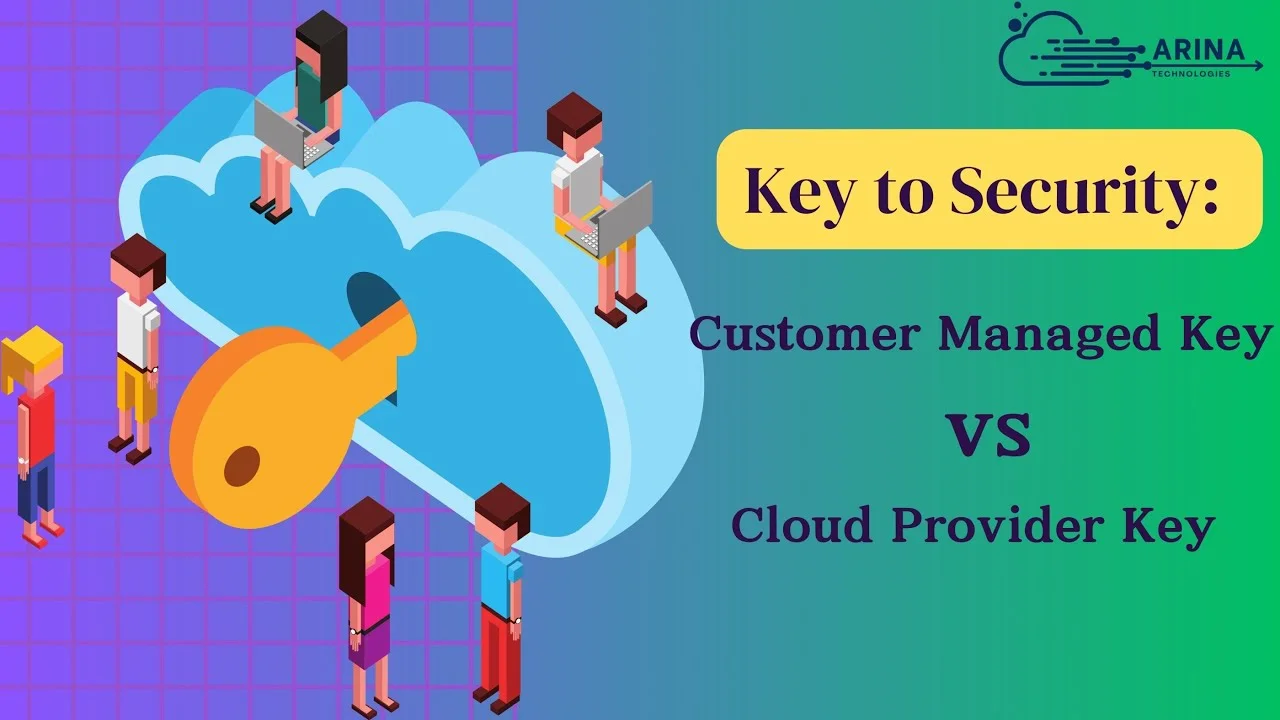 ARINA
TECHNOLOGIES
Key to Security:
Customer Managed Key
vs
Cloud Provider Key